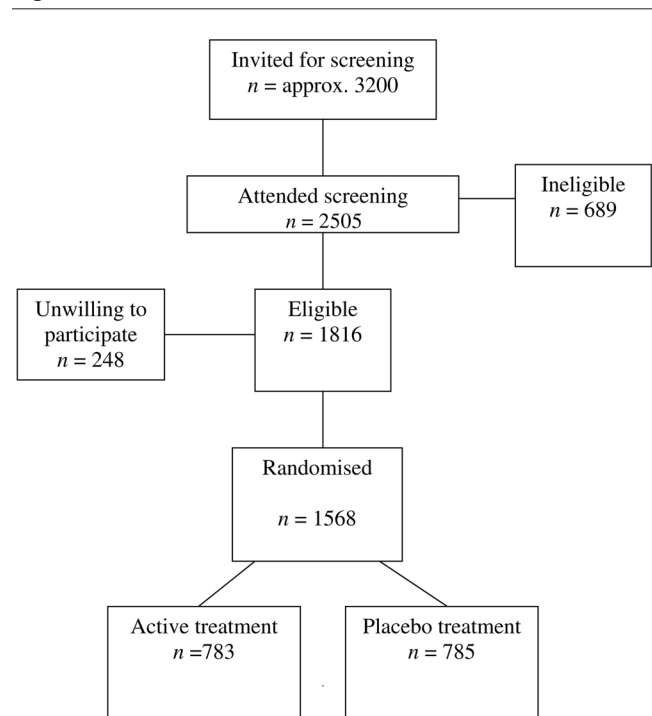 Invited for screening
n = approx. 3200
Attended screening
n = 2505
Ineligible
n = 689
Unwilling to
participate
n = 248
Eligible
n = 1816
Randomised
n = 1568
Active treatment
n =783
Placebo treatment
n = 785